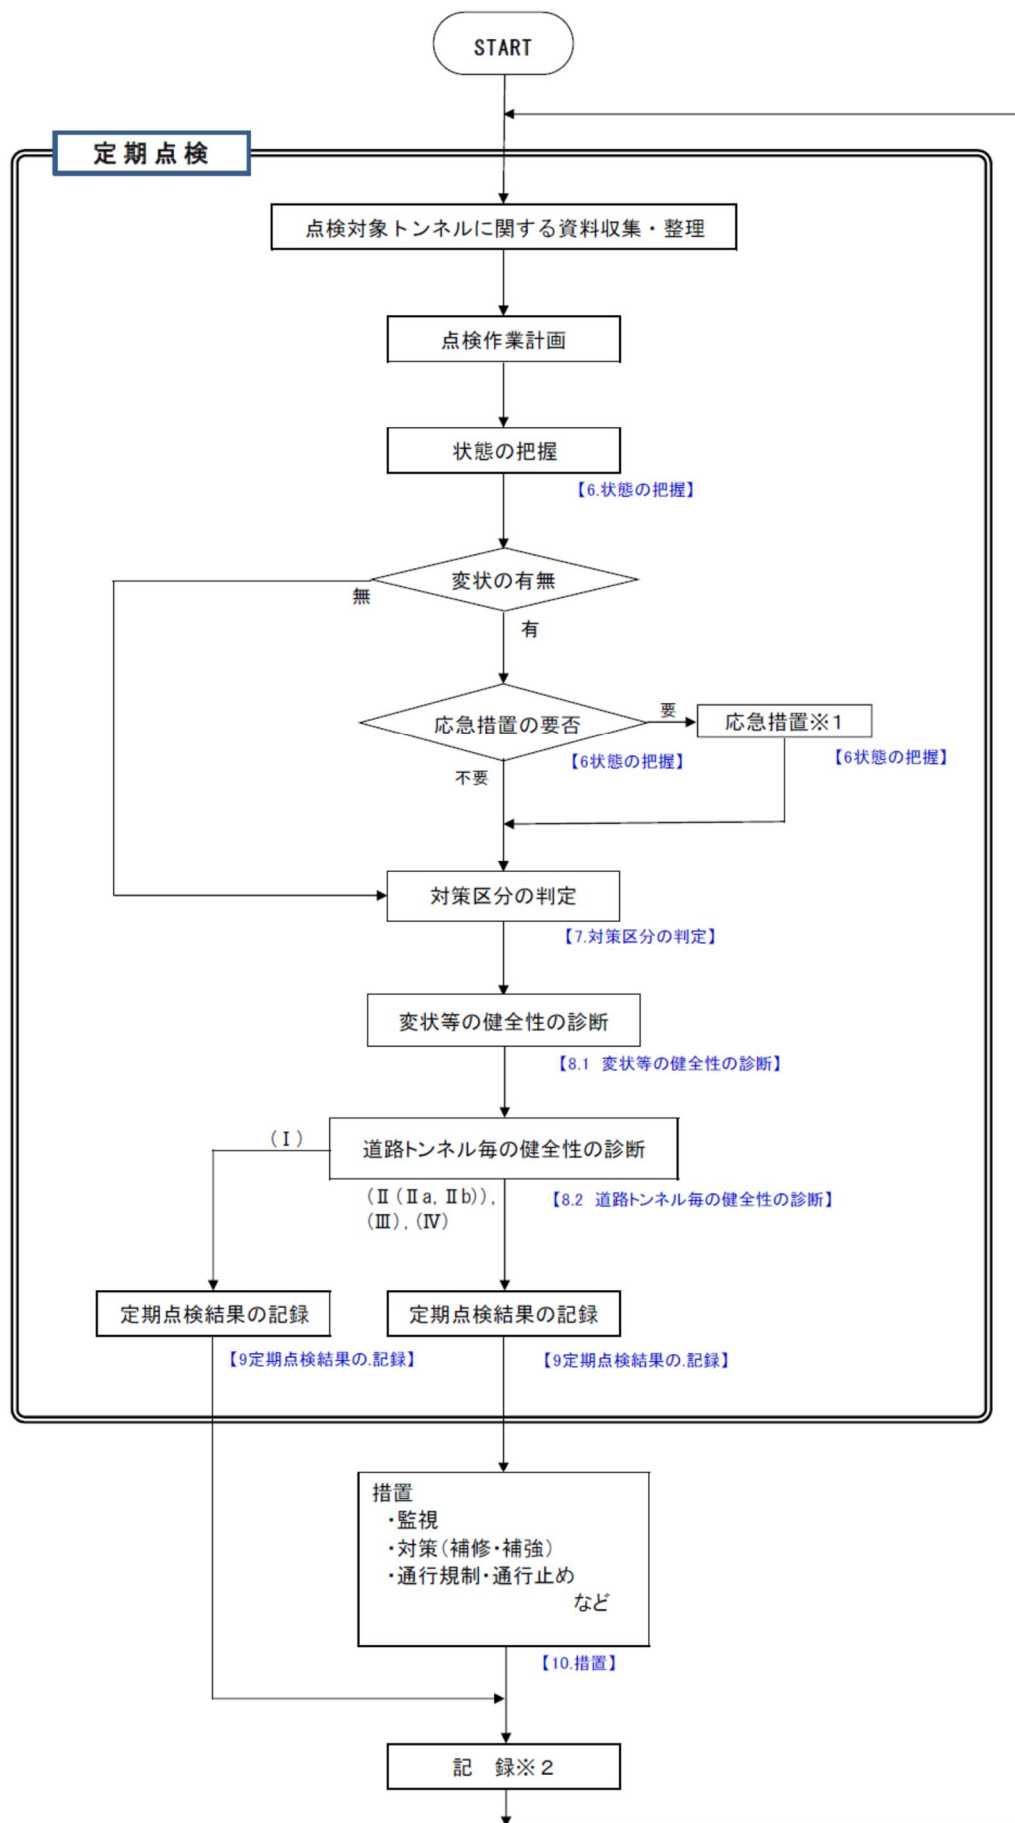 START
定期点検
点検対象トンネルに関する資料収集・整理
点検作業計画
状態の把握
【6.状態の把握】
変状の有無
無
有
応急措置の要否
要
応急措置※1
【6状態の把握】
【6状態の把握】
不要
対策区分の判定
【7.対策区分の判定】
変状等の健全性の診断
【8.1 変状等の健全性の診断】
(Ⅰ)
道路トンネル毎の健全性の診断
(Ⅱ(Ⅱa, Ⅱb)),
(Ⅲ), (Ⅳ)
【8.2 道路トンネル毎の健全性の診断】
定期点検結果の記録
定期点検結果の記録
【9定期点検結果の.記録】
【9定期点検結果の.記録】
措置
・監視
・対策(補修・補強)
・通行規制・通行止め
など
【10.措置】
記 録※2